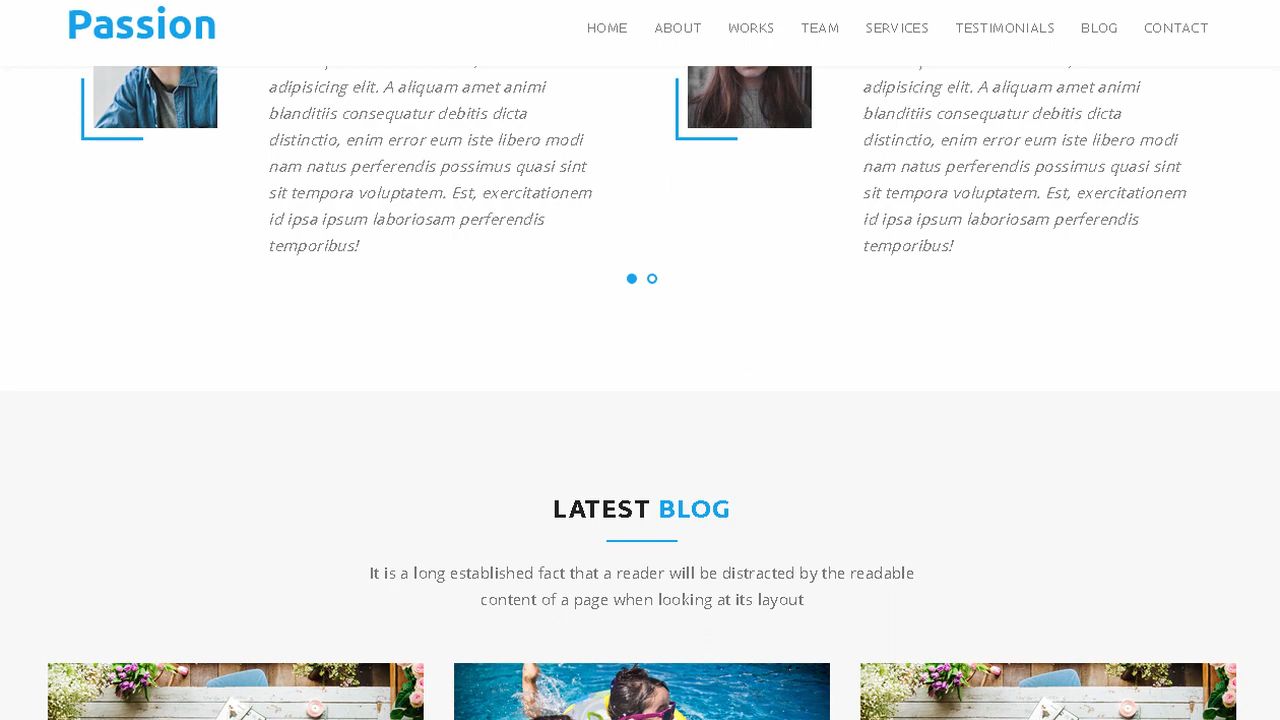 Passion
HOME ABOUT WORKS TEAM SERVICES TESTIMONIALS BLOG CONTACT
adipisicing elit. A aliquam amet animi
blanditiis consequatur debitis dicta
distinctio, enim error eum iste libero modi
nam natus perferendis possimus quasi sint
sit tempora voluptatem. Est, exercitationem
id ipsa ipsum laboriosam perferendis
temporibus!
adipisicing elit. A aliquam amet animi
blanditiis consequatur debitis dicta
distinctio, enim error eum iste libero modi
nam natus perferendis possimus quasi sint
sit tempora voluptatem. Est, exercitationem
id ipsa ipsum laboriosam perferendis
temporibus!
LATEST BLOG
It is a long established fact that a reader will be distracted by the readable
content of a page when looking at its layout